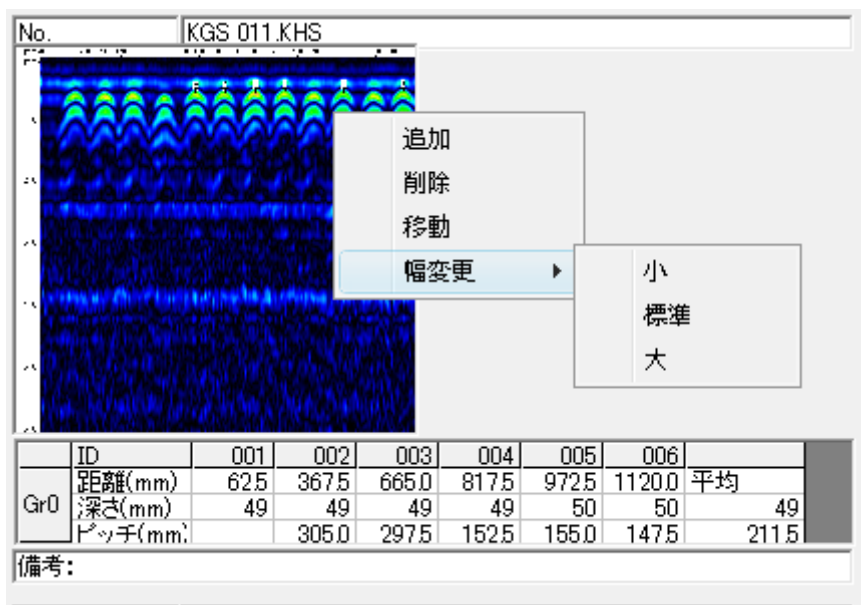 No. KGS 011.KHS
追加
削除
移動
幅変更
小
標準
大
ID 001 002 003 004 005 006
距離(mm) 62.5 367.5 665.0 817.5 972.5 1120.0 平均
Gr0 深さ(mm) 49 49 49 49 50 50 49
ピッチ(mm) 305.0 297.5 152.5 155.0 147.5 211.5
備考: